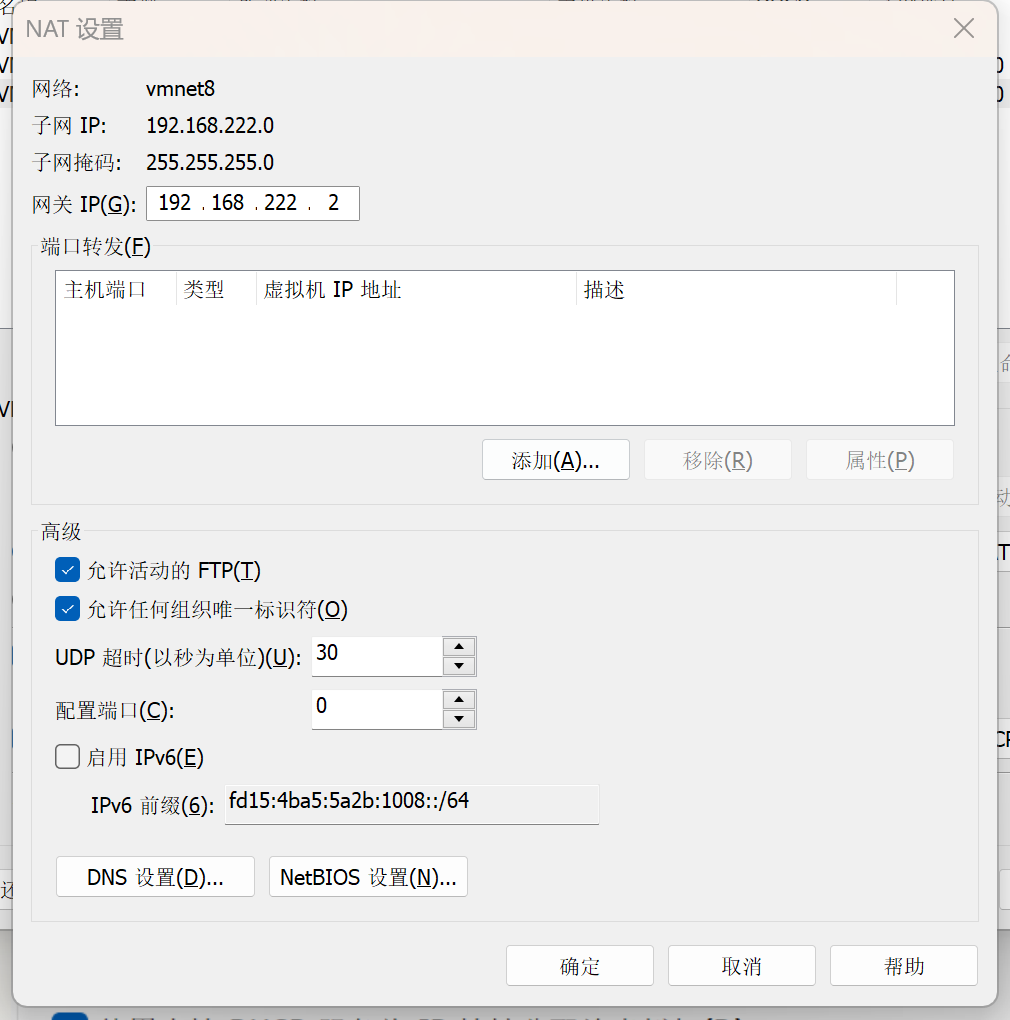 NAT 设置
网络: vmnet8
子网 IP: 192.168.222.0
子网掩码: 255.255.255.0
网关 IP(G): 192 . 168 . 222 . 2
端口转发(F)
主机端口 类型 虚拟机 IP 地址 描述
添加(A)... 移除(R) 属性(P)
高级
允许活动的 FTP(T)
允许任何组织唯一标识符(O)
UDP 超时(以秒为单位)(U): 30
配置端口(C): 0
启用 IPv6(E)
IPv6 前缀(6): fd15:4ba5:5a2b:1008::/64
DNS 设置(D)... NetBIOS 设置(N)...
确定 取消 帮助